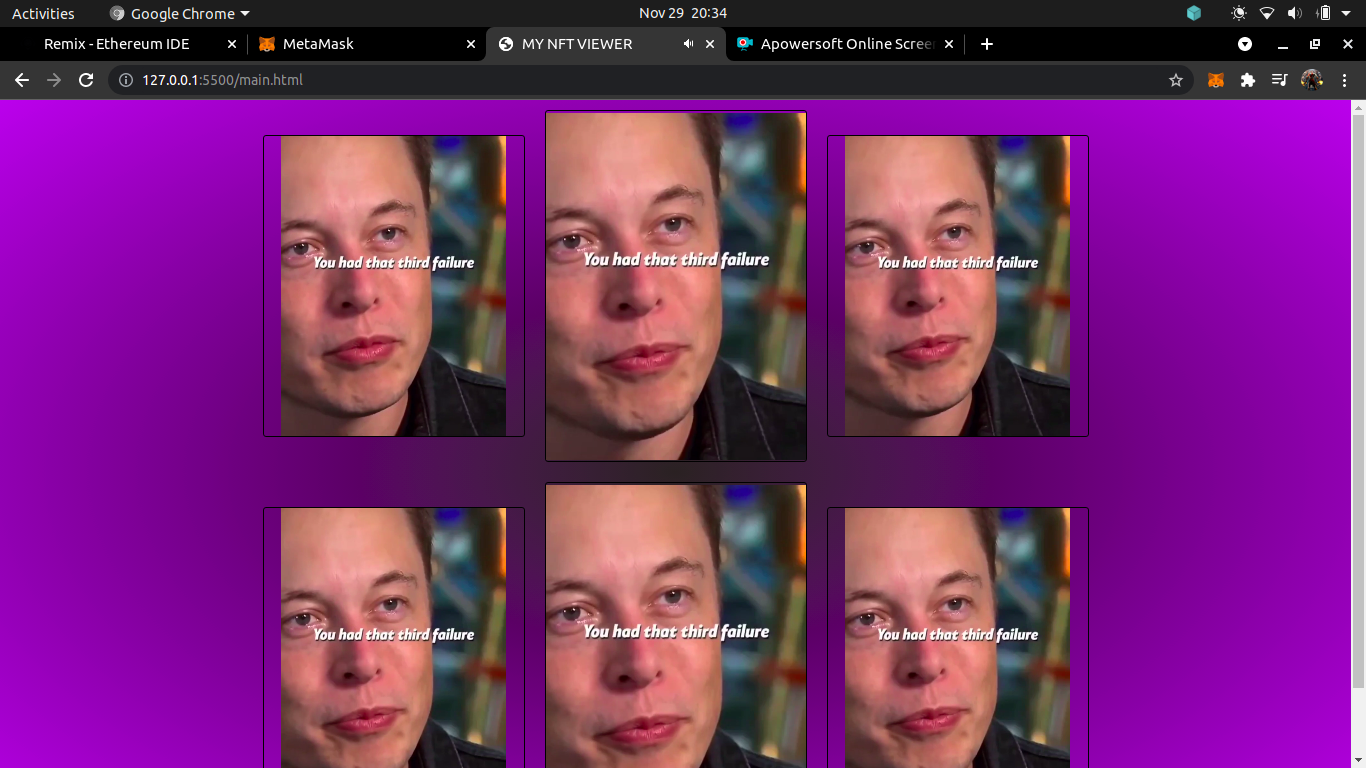 Activities Google Chrome Nov 29 20:34
Remix - Ethereum IDE MetaMask MY NFT VIEWER Apowersoft Online Screen
127.0.0.1:5500/main.html
You had that third failure You had that third failure You had that third failure
You had that third failure You had that third failure You had that third failure